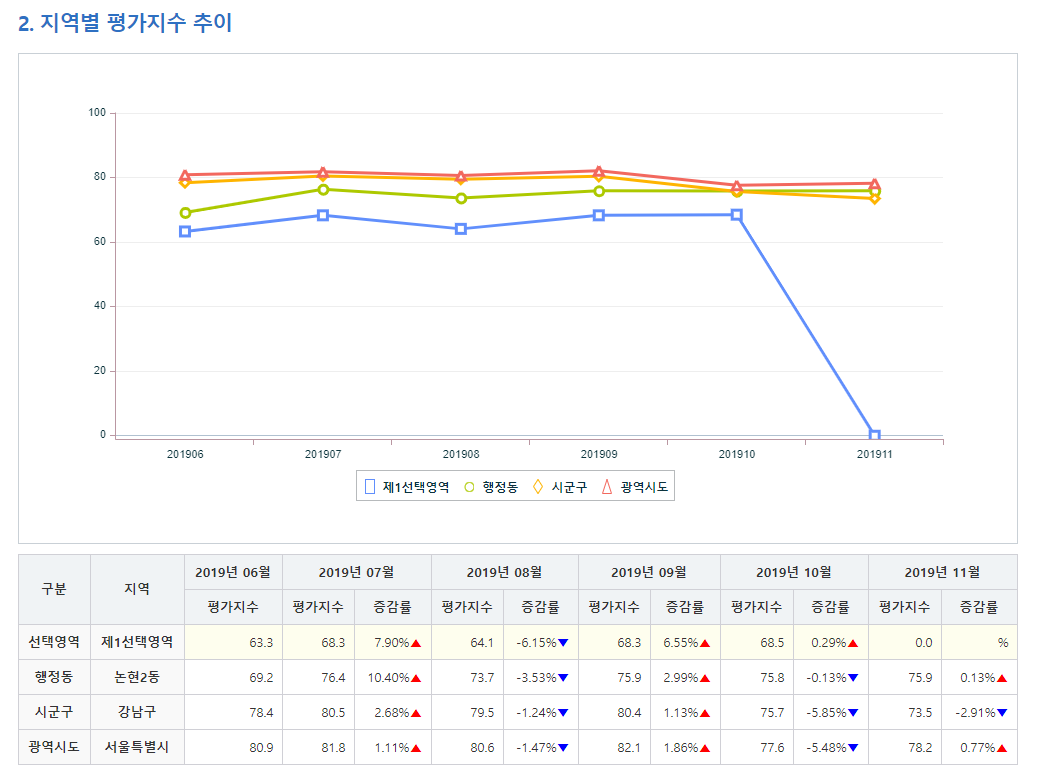 2. 지역별 평가지수 추이
100
80
60
40
20
0
201906 201907 201908 201909 201910 201911
제1선택영역 행정동 시군구 광역시도
구분 지역 2019년 06월 2019년 07월 2019년 08월 2019년 09월 2019년 10월 2019년 11월
평가지수 평가지수 증감률 평가지수 증감률 평가지수 증감률 평가지수 증감률 평가지수 증감률
선택영역 제1선택영역 63.3 68.3 7.90%▲ 64.1 -6.15%▼ 68.3 6.55%▲ 68.5 0.29%▲ 0.0 %
행정동 논현2동 69.2 76.4 10.40%▲ 73.7 -3.53%▼ 75.9 2.99%▲ 75.8 -0.13%▼ 75.9 0.13%▲
시군구 강남구 78.4 80.5 2.68%▲ 79.5 -1.24%▼ 80.4 1.13%▲ 75.7 -5.85%▼ 73.5 -2.91%▼
광역시도 서울특별시 80.9 81.8 1.11%▲ 80.6 -1.47%▼ 82.1 1.86%▲ 77.6 -5.48%▼ 78.2 0.77%▲